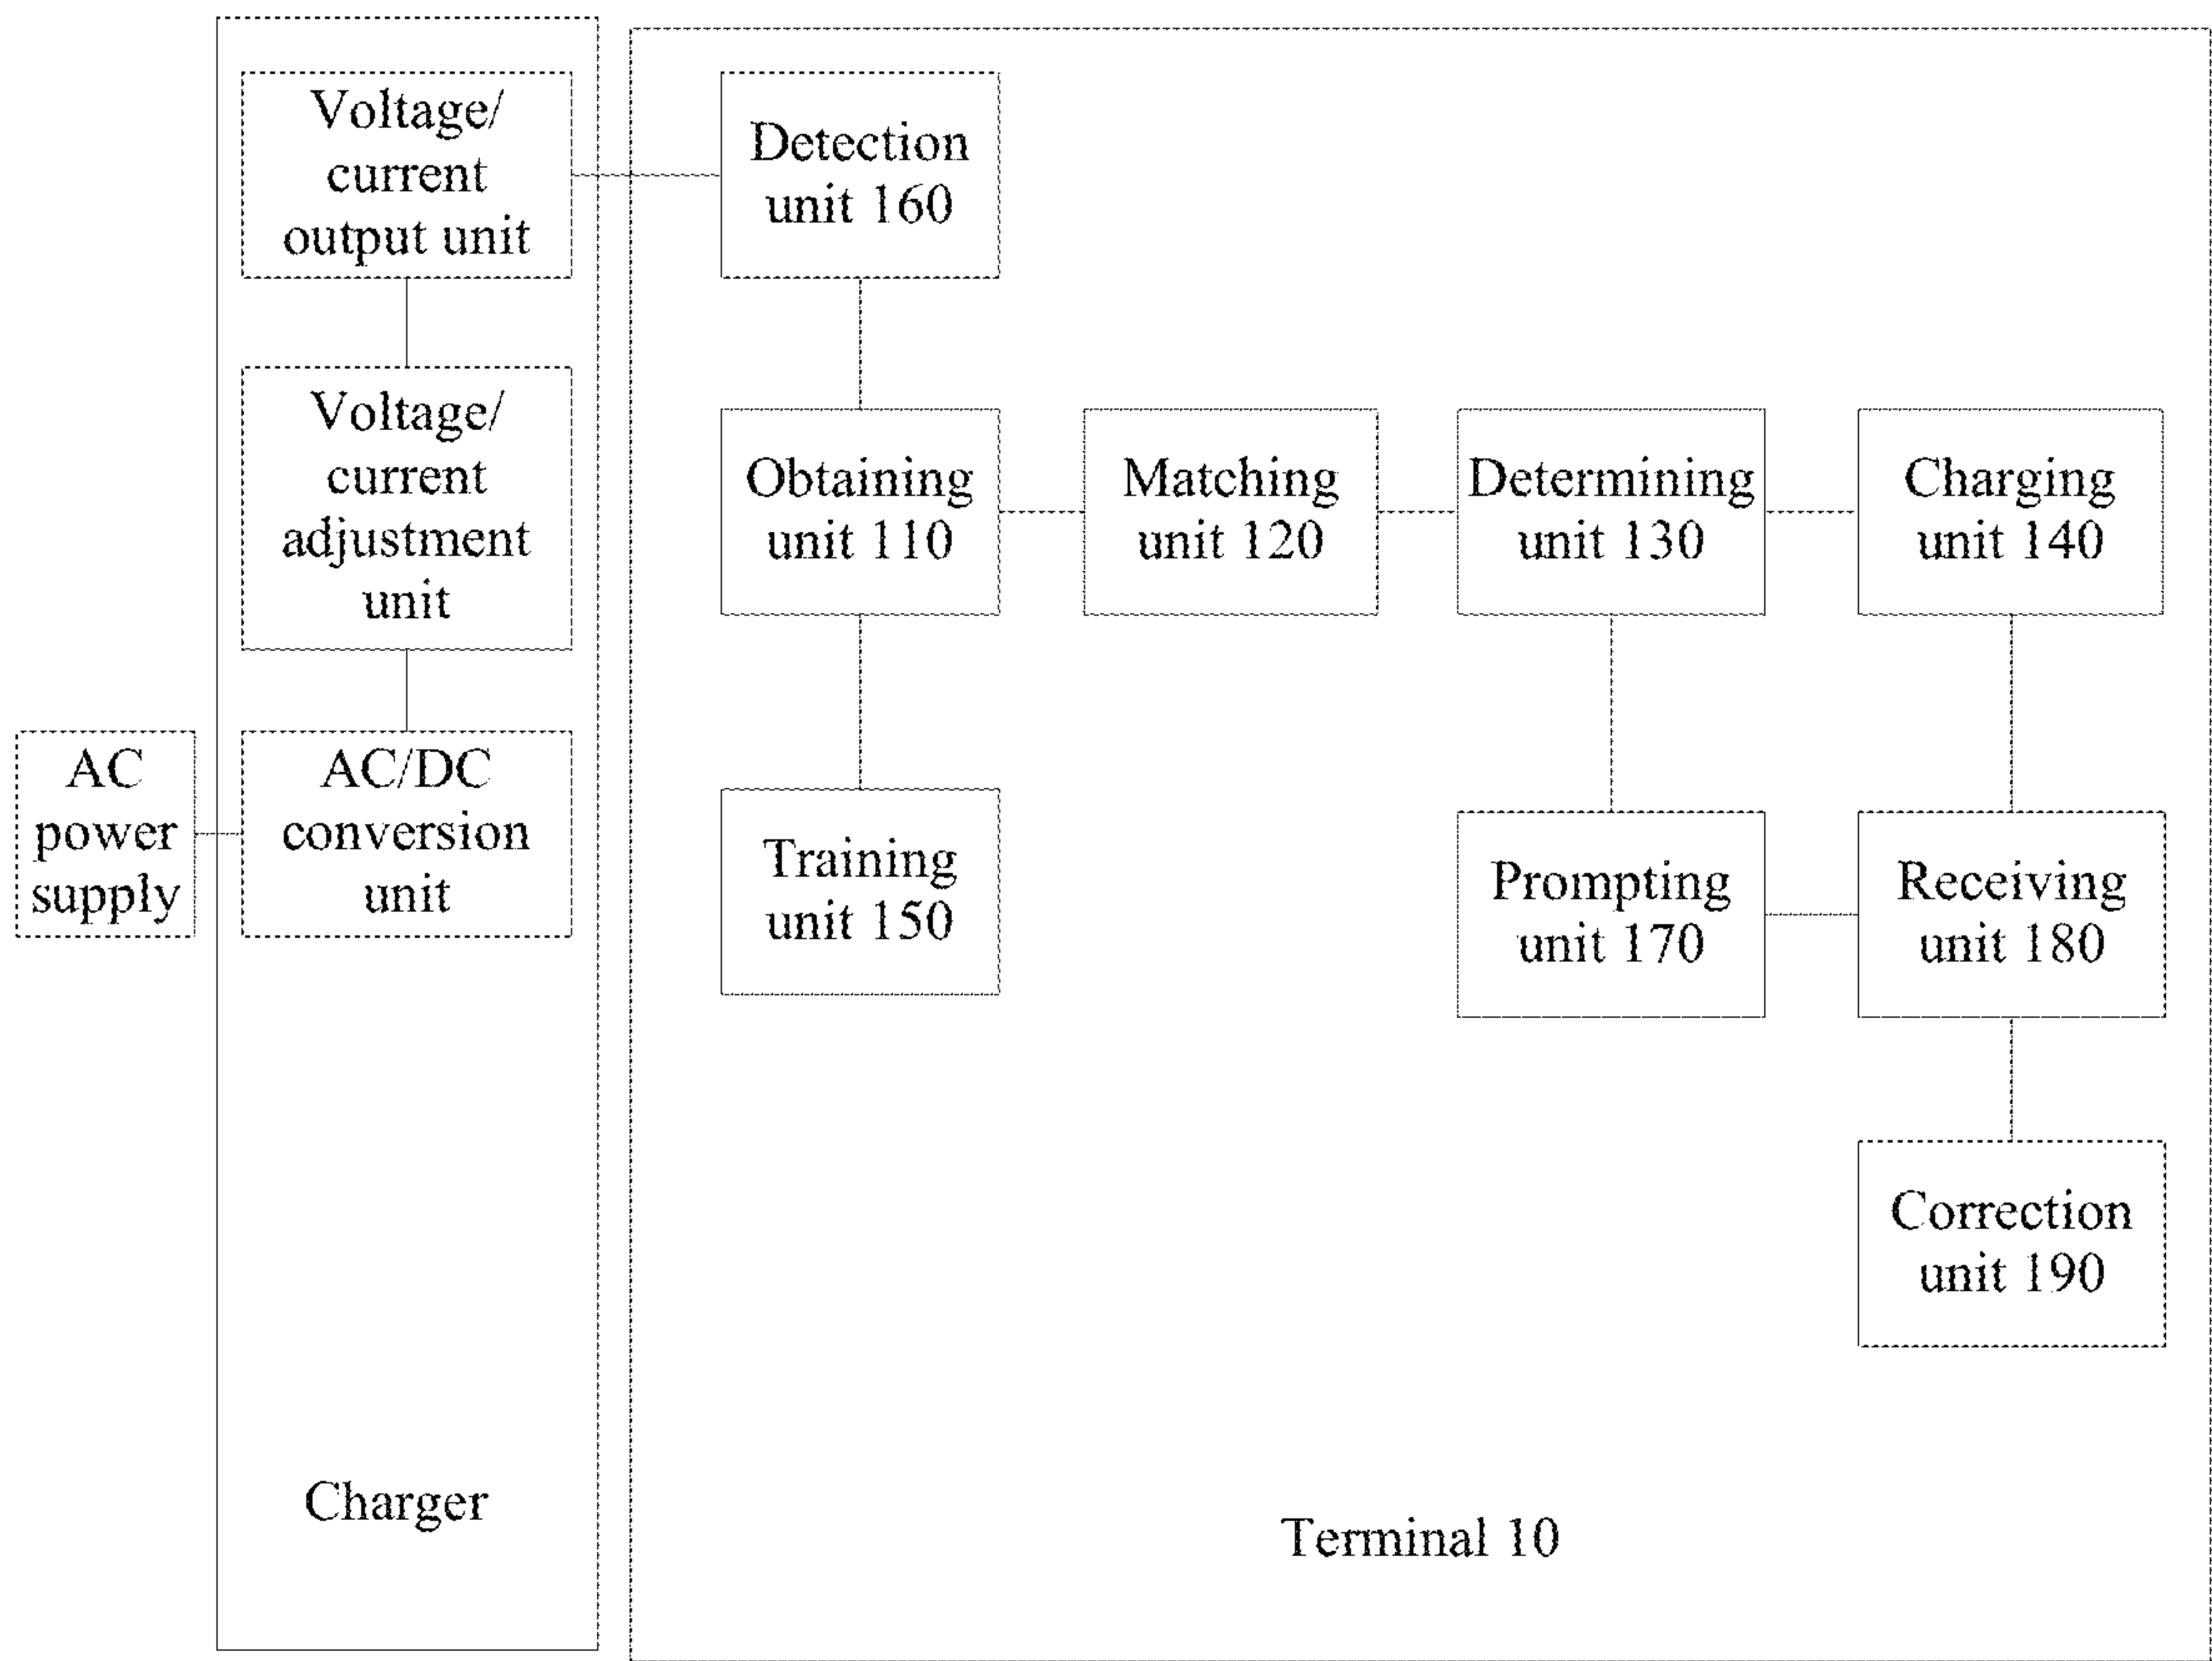 Voltage/
current
output unit
Voltage/
current
adjustment
unit
AC
power
supply
AC/DC
conversion
unit
Charger
Detection
unit 160
Obtaining
unit 110
Matching
unit 120
Determining
unit 130
Charging
unit 140
Training
unit 150
Prompting
unit 170
Receiving
unit 180
Correction
unit 190
Terminal 10